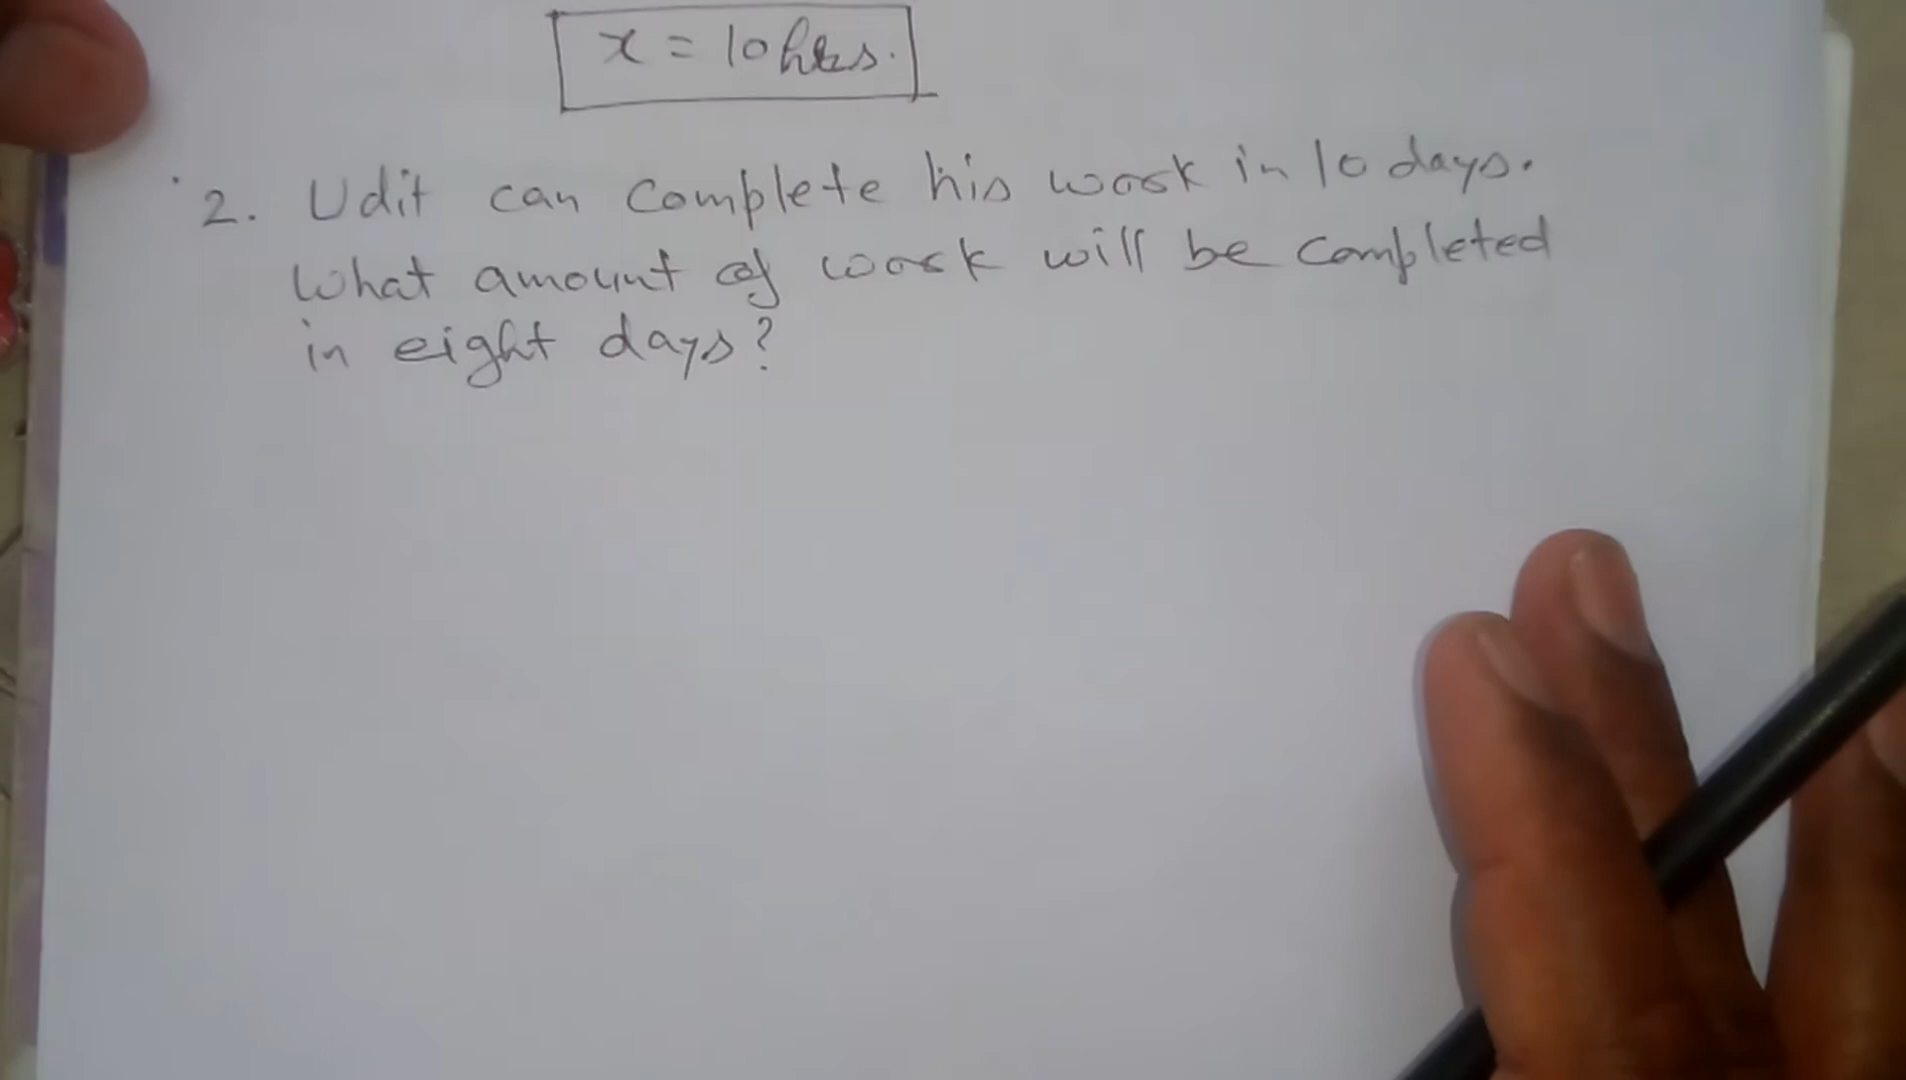 x = 10 hrs.
2. Udit can complete his work in 10 days.
What amount of work will be completed
in eight days?